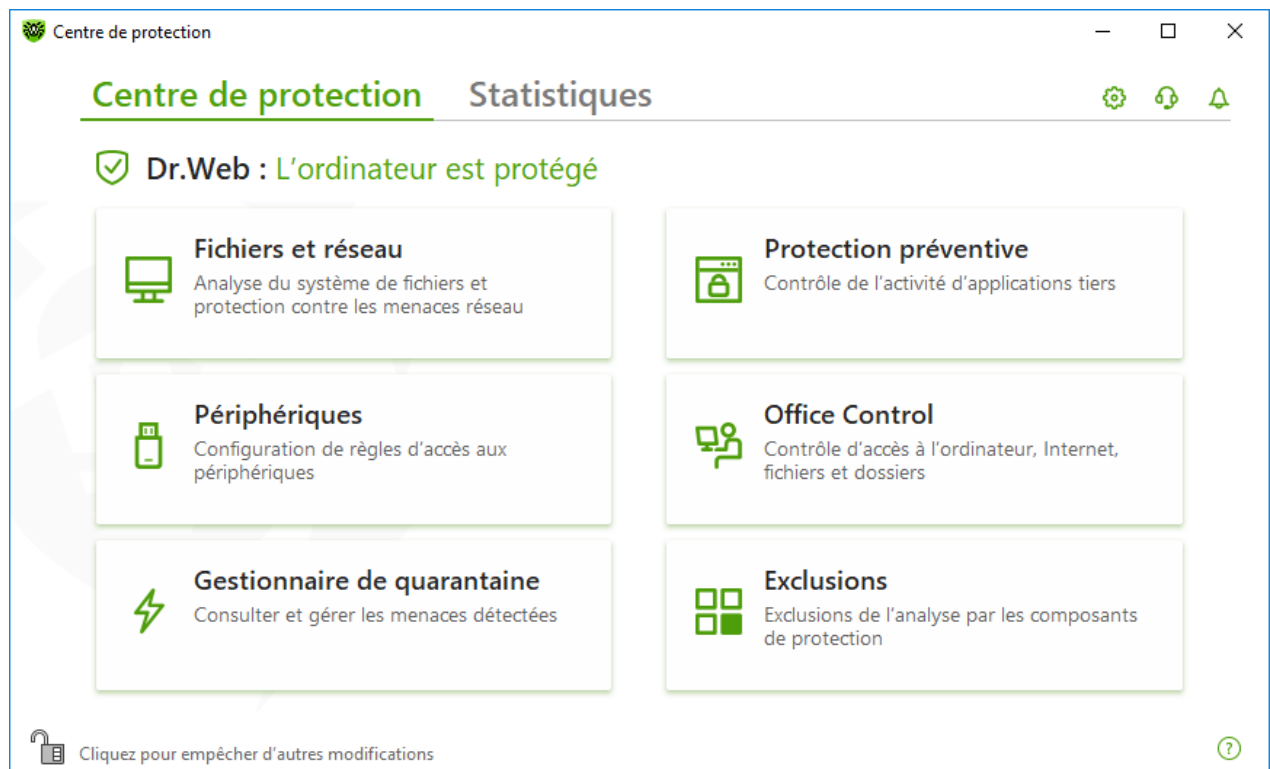 Centre de protection
Centre de protection
Statistiques
Dr.Web : L'ordinateur est protégé
Fichiers et réseau
Analyse du système de fichiers et
protection contre les menaces réseau
Protection préventive
Contrôle de l'activité d'applications tiers
Périphériques
Configuration de règles d'accès aux
périphériques
Office Control
Contrôle d'accès à l'ordinateur, Internet,
fichiers et dossiers
Gestionnaire de quarantaine
Consulter et gérer les menaces détectées
Exclusions
Exclusions de l'analyse par les composants
de protection
Cliquez pour empêcher d'autres modifications
?